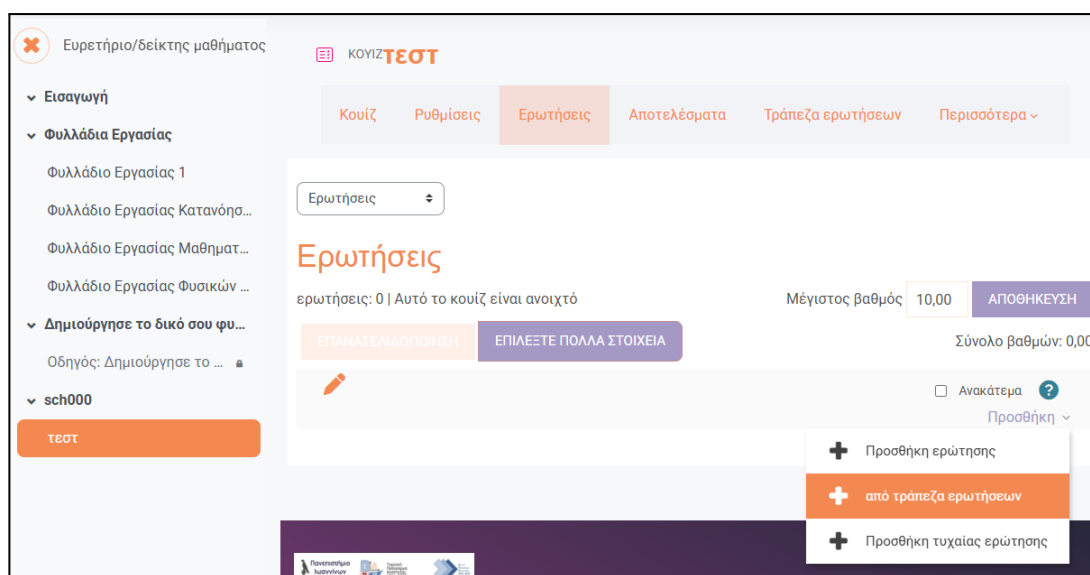 Ευρετήριο/δείκτης μαθήματος
Εισαγωγή
Φυλλάδια Εργασίας
Φυλλάδιο Εργασίας 1
Φυλλάδιο Εργασίας Κατανόησ...
Φυλλάδιο Εργασίας Μαθηματ...
Φυλλάδιο Εργασίας Φυσικών ...
Δημιούργησε το δικό σου φυ...
Οδηγός: Δημιούργησε το ...
sch000
τεστ
ΚΟΥΙΖ τεστ
Κουίζ Ρυθμίσεις Ερωτήσεις Αποτελέσματα Τράπεζα ερωτήσεων Περισσότερα
Ερωτήσεις
Ερωτήσεις
ερωτήσεις: 0 | Αυτό το κουίζ είναι ανοιχτό Μέγιστος βαθμός 10,00 ΑΠΟΘΗΚΕΥΣΗ
ΕΠΑΝΑΣΕΛΙΔΟΠΟΙΗΣΗ ΕΠΙΛΕΞΤΕ ΠΟΛΛΑ ΣΤΟΙΧΕΙΑ Σύνολο βαθμών: 0,00
Ανακάτεμα ?
Προσθήκη
Προσθήκη ερώτησης
από τράπεζα ερωτήσεων
Προσθήκη τυχαίας ερώτησης
Πανεπιστήμιο
Ιωαννίνων